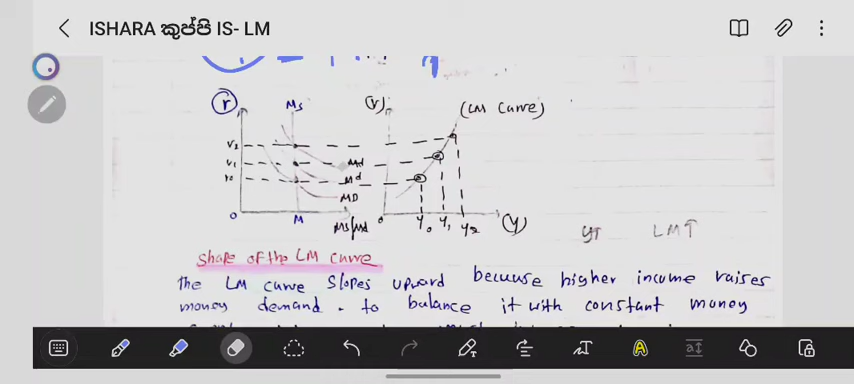 ISHARA කුප්පි IS- LM
r Ms (r) (LM Curve)
r2
r1 Md
r0 Md
MD
0 M Ms/Md 0 Y0 Y1 Y2 (Y) Y↑ LM↑
Shape of the LM curve
The LM curve slopes upward because higher income raises
money demand. to balance it with constant money